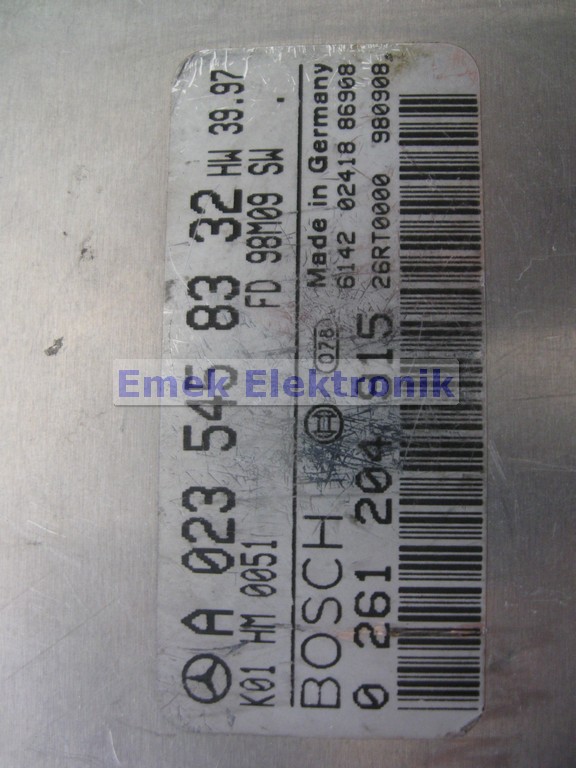 A 023 545 83 32 HW 39.97
K01 HM 0051 FD 98M09 SW .
BOSCH 078 Made in Germany
6142 02418 86908
26RT0000 980908
0 261 204 815
Emek Elektronik